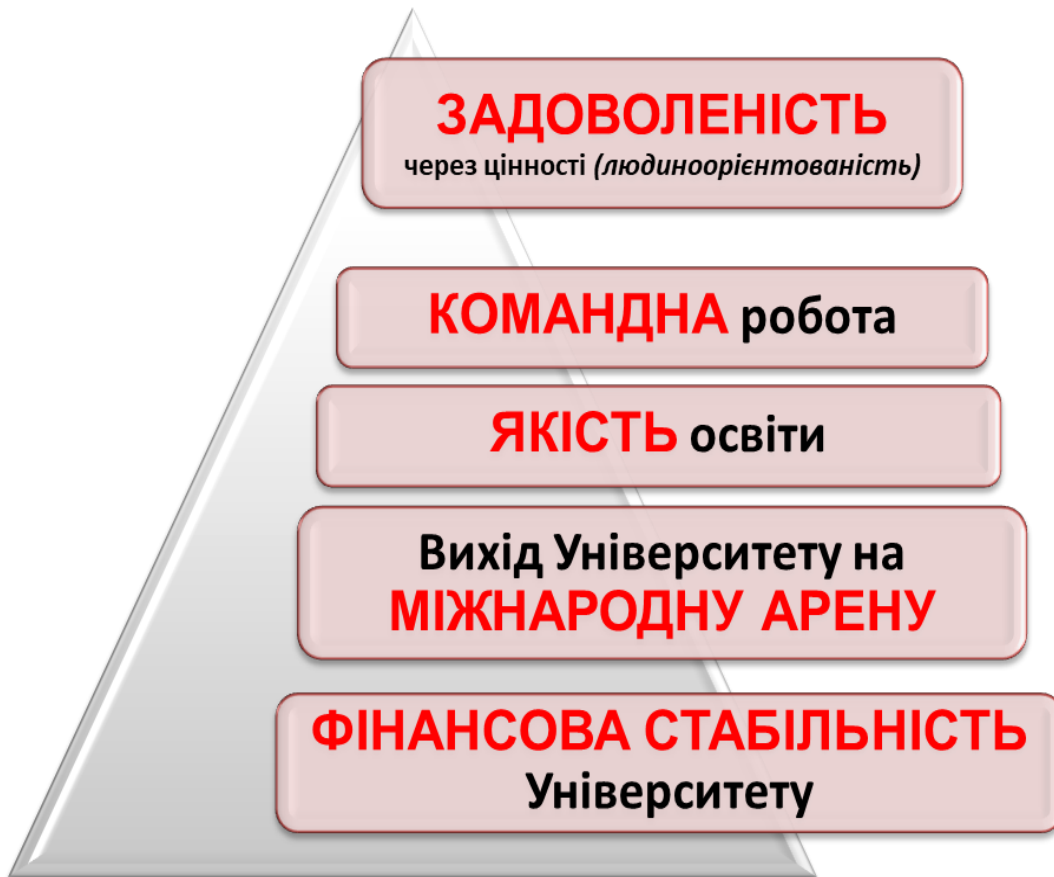 ЗАДОВОЛЕНІСТЬ
через цінності (людиноорієнтованість)
КОМАНДНА робота
ЯКІСТЬ освіти
Вихід Університету на
МІЖНАРОДНУ АРЕНУ
ФІНАНСОВА СТАБІЛЬНІСТЬ
Університету